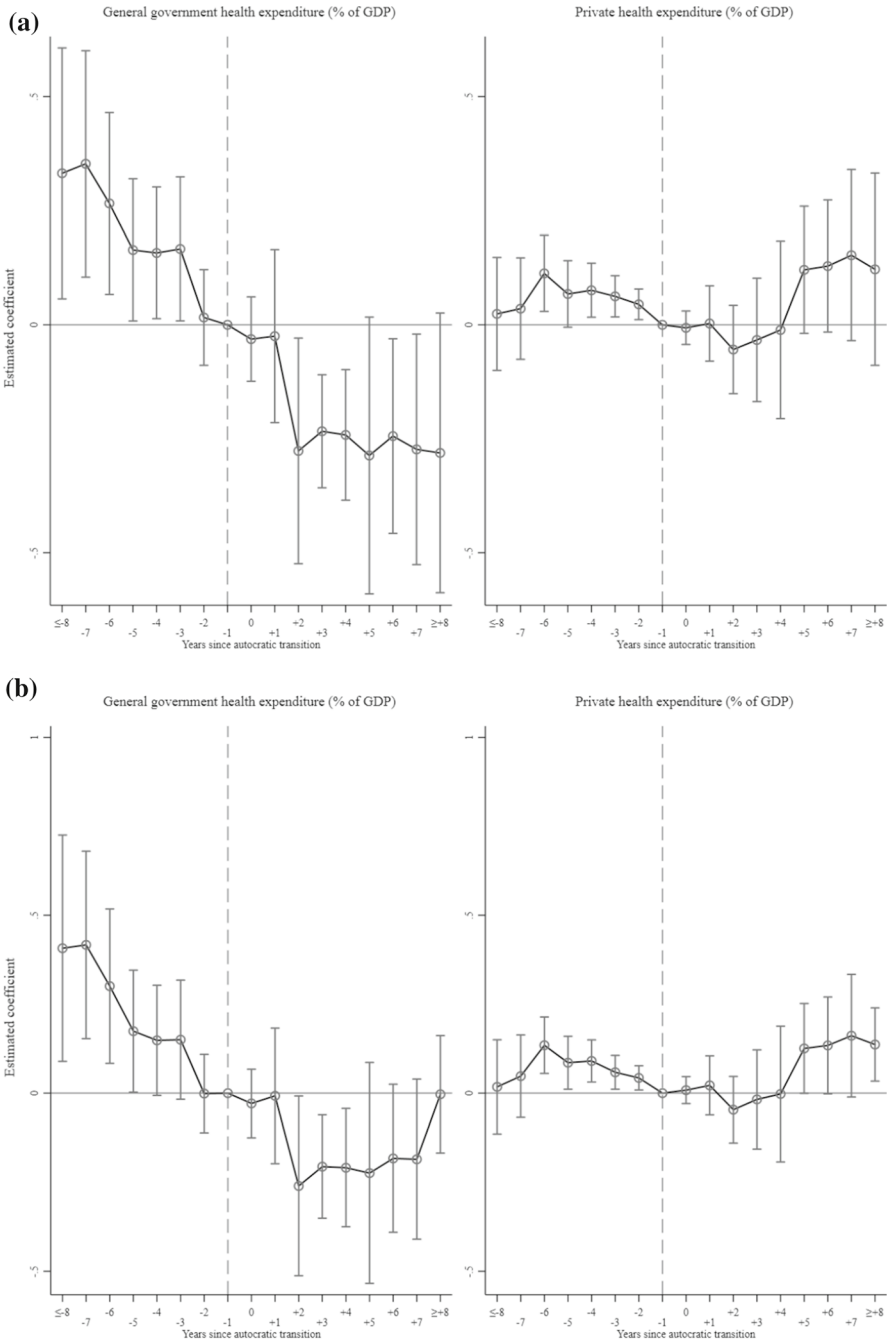 (a)
General government health expenditure (% of GDP)
Private health expenditure (% of GDP)
Estimated coefficient
.5
0
-.5
≤-8 -7 -6 -5 -4 -3 -2 -1 0 +1 +2 +3 +4 +5 +6 +7 ≥+8
Years since autocratic transition
.5
0
-.5
≤-8 -7 -6 -5 -4 -3 -2 -1 0 +1 +2 +3 +4 +5 +6 +7 ≥+8
Years since autocratic transition
(b)
General government health expenditure (% of GDP)
Private health expenditure (% of GDP)
Estimated coefficient
1
.5
0
-.5
≤-8 -7 -6 -5 -4 -3 -2 -1 0 +1 +2 +3 +4 +5 +6 +7 ≥+8
Years since autocratic transition
1
.5
0
-.5
≤-8 -7 -6 -5 -4 -3 -2 -1 0 +1 +2 +3 +4 +5 +6 +7 ≥+8
Years since autocratic transition